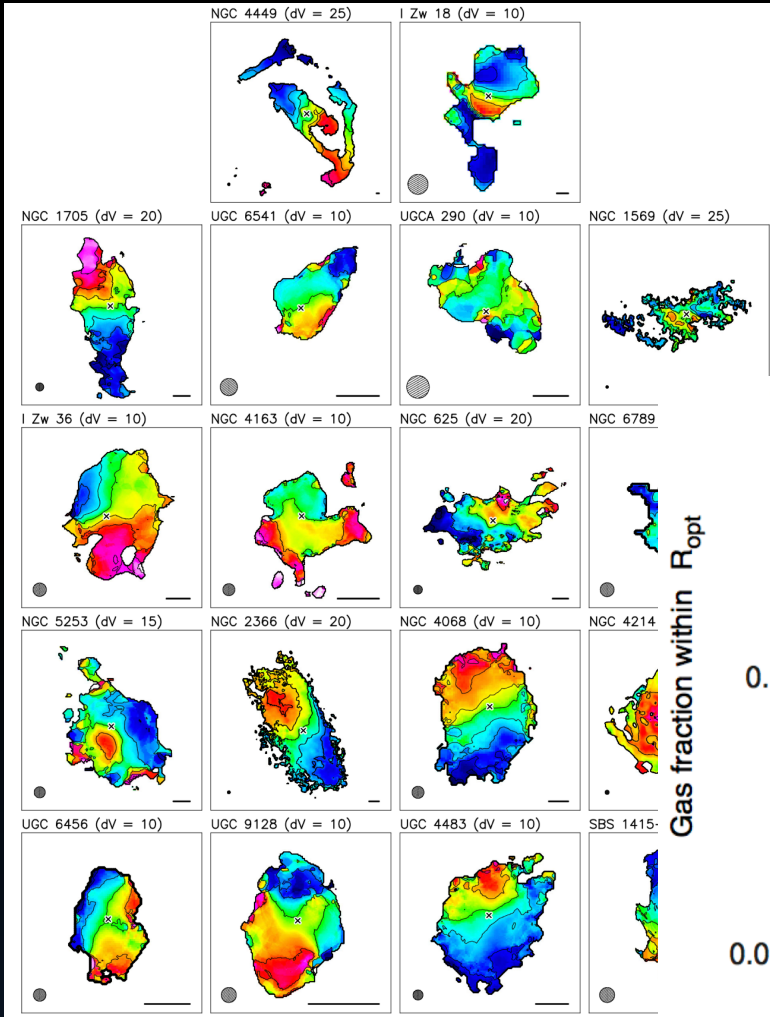 NGC 4449 (dV = 25)
I Zw 18 (dV = 10)
NGC 1705 (dV = 20)
UGC 6541 (dV = 10)
UGCA 290 (dV = 10)
NGC 1569 (dV = 25)
I Zw 36 (dV = 10)
NGC 4163 (dV = 10)
NGC 625 (dV = 20)
NGC 6789
NGC 5253 (dV = 15)
NGC 2366 (dV = 20)
NGC 4068 (dV = 10)
NGC 4214
UGC 6456 (dV = 10)
UGC 9128 (dV = 10)
UGC 4483 (dV = 10)
SBS 1415-
Gas fraction within Ropt
0.
0.0